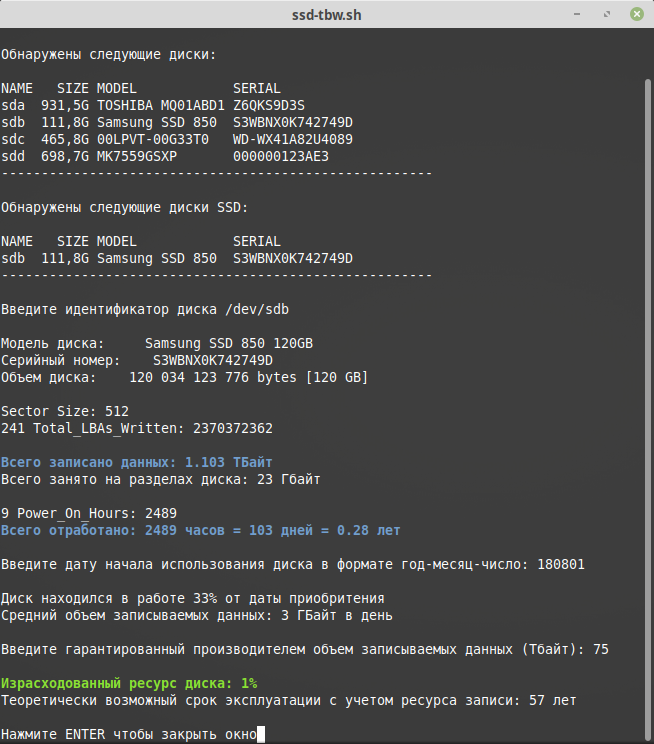 ssd-tbw.sh
Обнаружены следующие диски:
NAME   SIZE MODEL            SERIAL
sda  931,5G TOSHIBA MQ01ABD1 Z6QKS9D3S
sdb  111,8G Samsung SSD 850  S3WBNX0K742749D
sdc  465,8G 00LPVT-00G33T0   WD-WX41A82U4089
sdd  698,7G MK7559GSXP       000000123AE3
------------------------------------------------------
Обнаружены следующие диски SSD:
NAME   SIZE MODEL            SERIAL
sdb  111,8G Samsung SSD 850  S3WBNX0K742749D
------------------------------------------------------
Введите идентификатор диска /dev/sdb
Модель диска:     Samsung SSD 850 120GB
Серийный номер:    S3WBNX0K742749D
Объем диска:    120 034 123 776 bytes [120 GB]
Sector Size: 512
241 Total_LBAs_Written: 2370372362
Всего записано данных: 1.103 ТБайт
Всего занято на разделах диска: 23 Гбайт
9 Power_On_Hours: 2489
Всего отработано: 2489 часов = 103 дней = 0.28 лет
Введите дату начала использования диска в формате год-месяц-число: 180801
Диск находился в работе 33% от даты приобритения
Средний объем записываемых данных: 3 ГБайт в день
Введите гарантированный производителем объем записываемых данных (Тбайт): 75
Израсходованный ресурс диска: 1%
Теоретически возможный срок эксплуатации с учетом ресурса записи: 57 лет
Нажмите ENTER чтобы закрыть окно